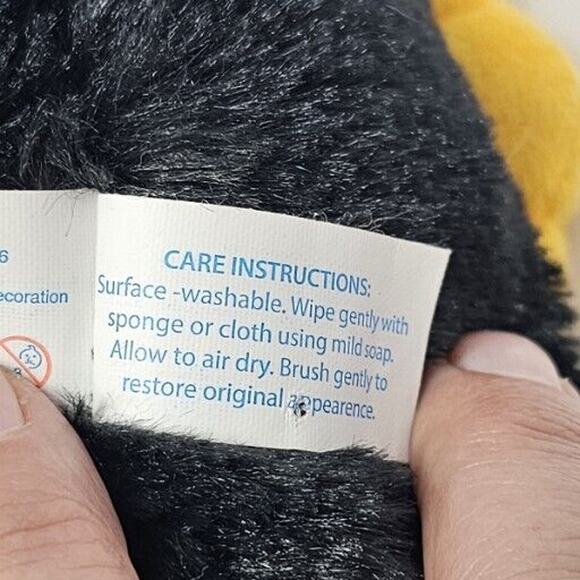 6
ecoration
3
CARE INSTRUCTIONS:
Surface -washable. Wipe gently with
sponge or cloth using mild soap.
Allow to air dry. Brush gently to
restore original appearence.